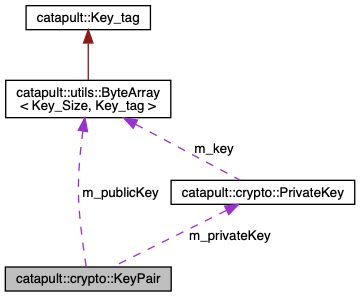 catapult::Key_tag
catapult::utils::ByteArray
< Key_Size, Key_tag >
m_key
m_publicKey
catapult::crypto::PrivateKey
m_privateKey
catapult::crypto::KeyPair